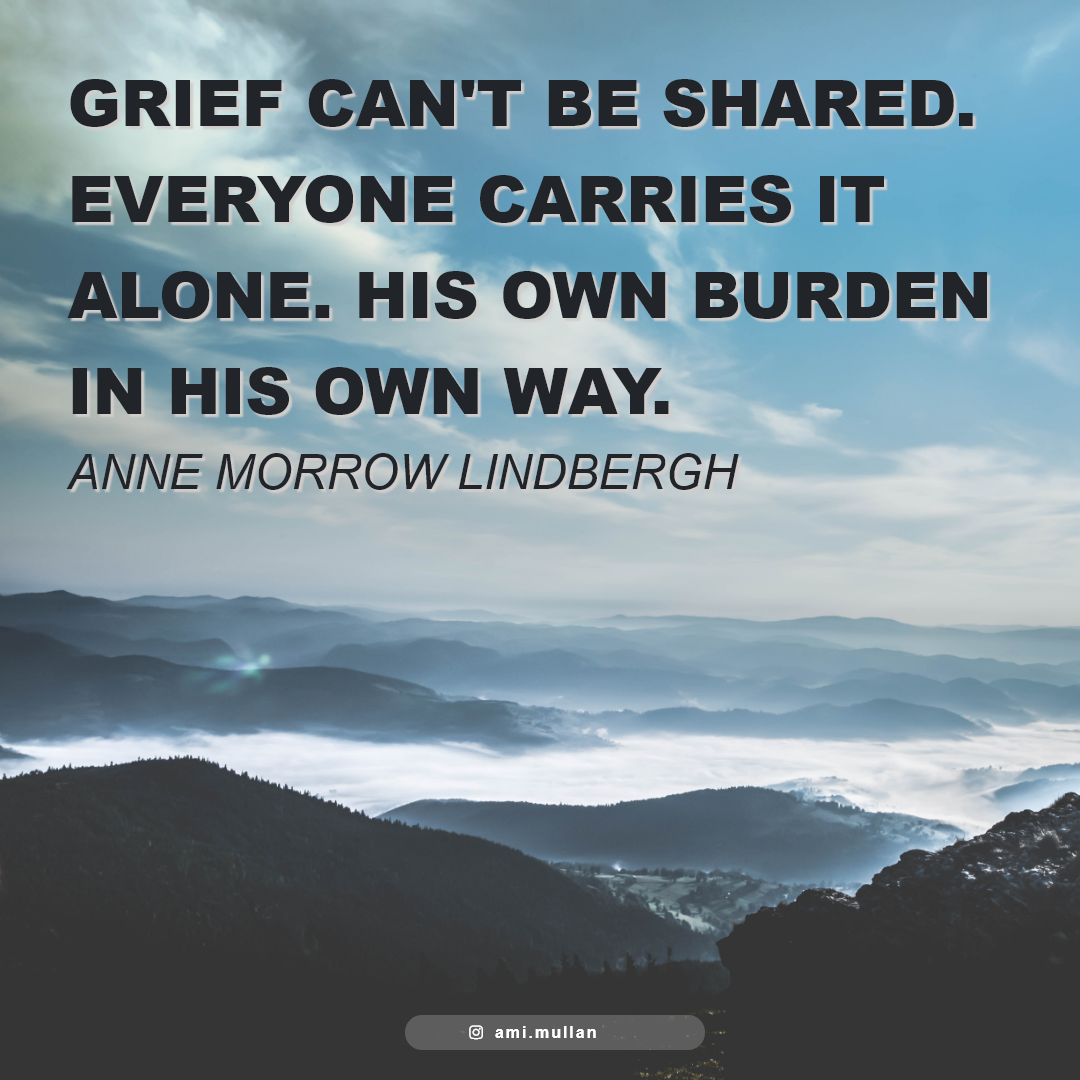 GRIEF CAN'T BE SHARED.
EVERYONE CARRIES IT
ALONE. HIS OWN BURDEN
IN HIS OWN WAY.
ANNE MORROW LINDBERGH
ami.mullan